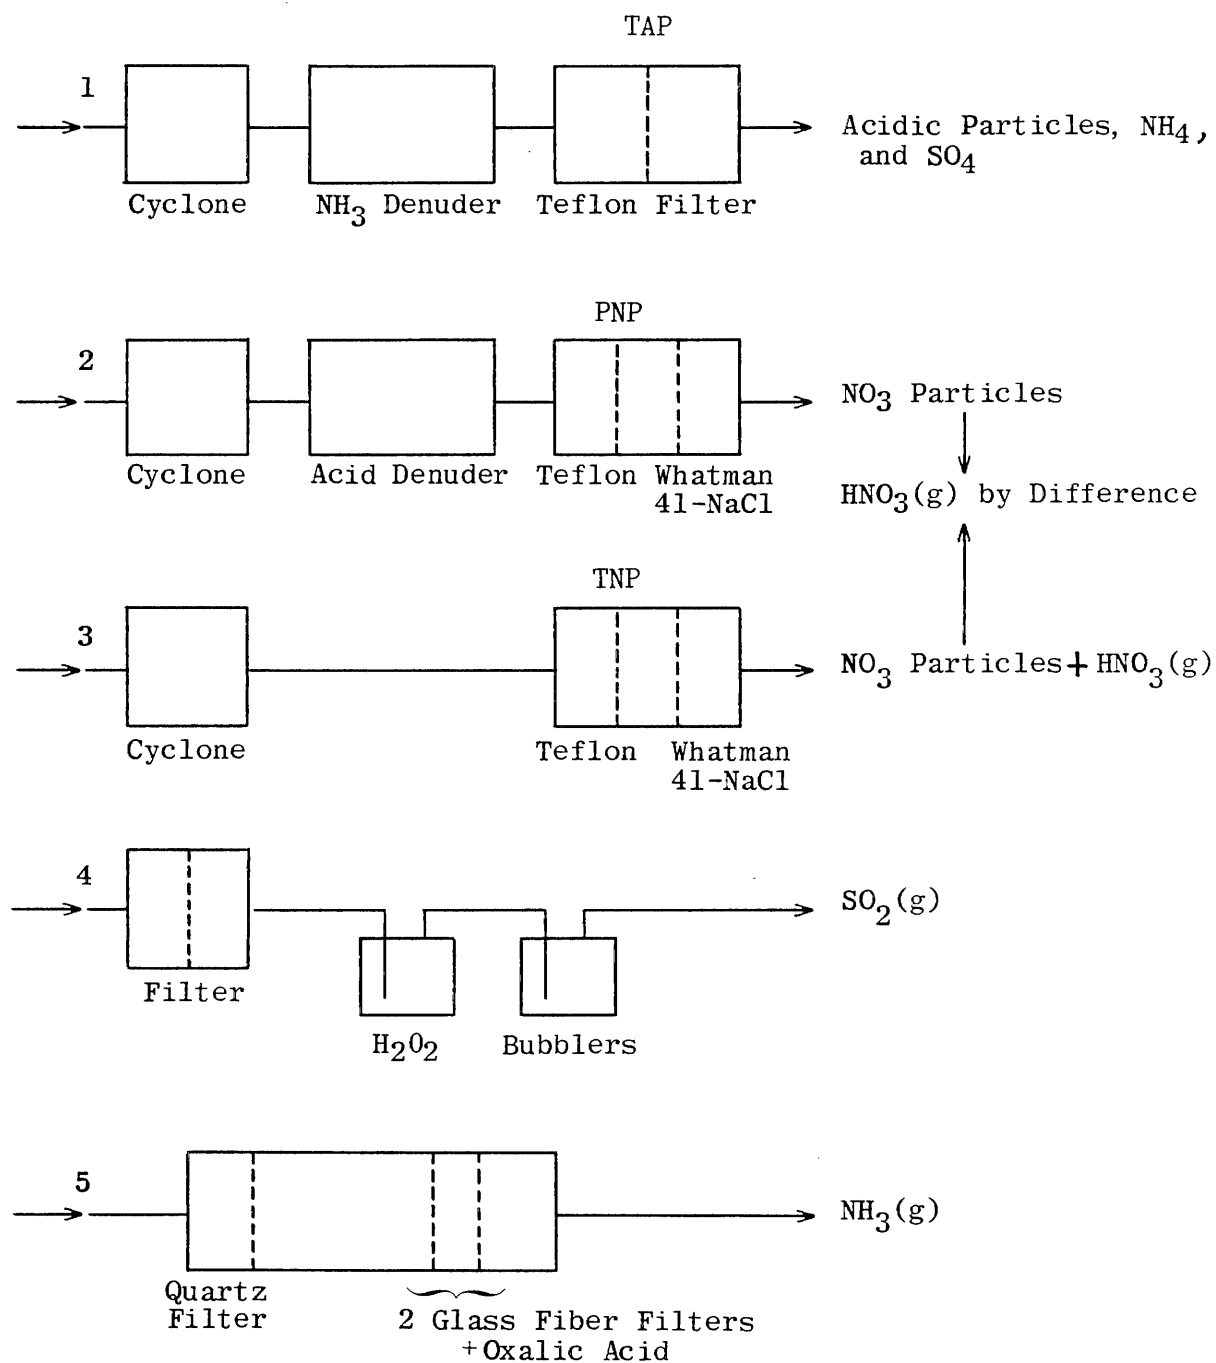 TAP
1
Cyclone
NH3 Denuder
Teflon Filter
Acidic Particles, NH4,
and SO4
PNP
2
Cyclone
Acid Denuder
Teflon
Whatman
41-NaCl
NO3 Particles
HNO3(g) by Difference
TNP
3
Cyclone
Teflon
Whatman
41-NaCl
NO3 Particles + HNO3(g)
4
Filter
H2O2
Bubblers
SO2(g)
5
Quartz
Filter
2 Glass Fiber Filters
+Oxalic Acid
NH3(g)